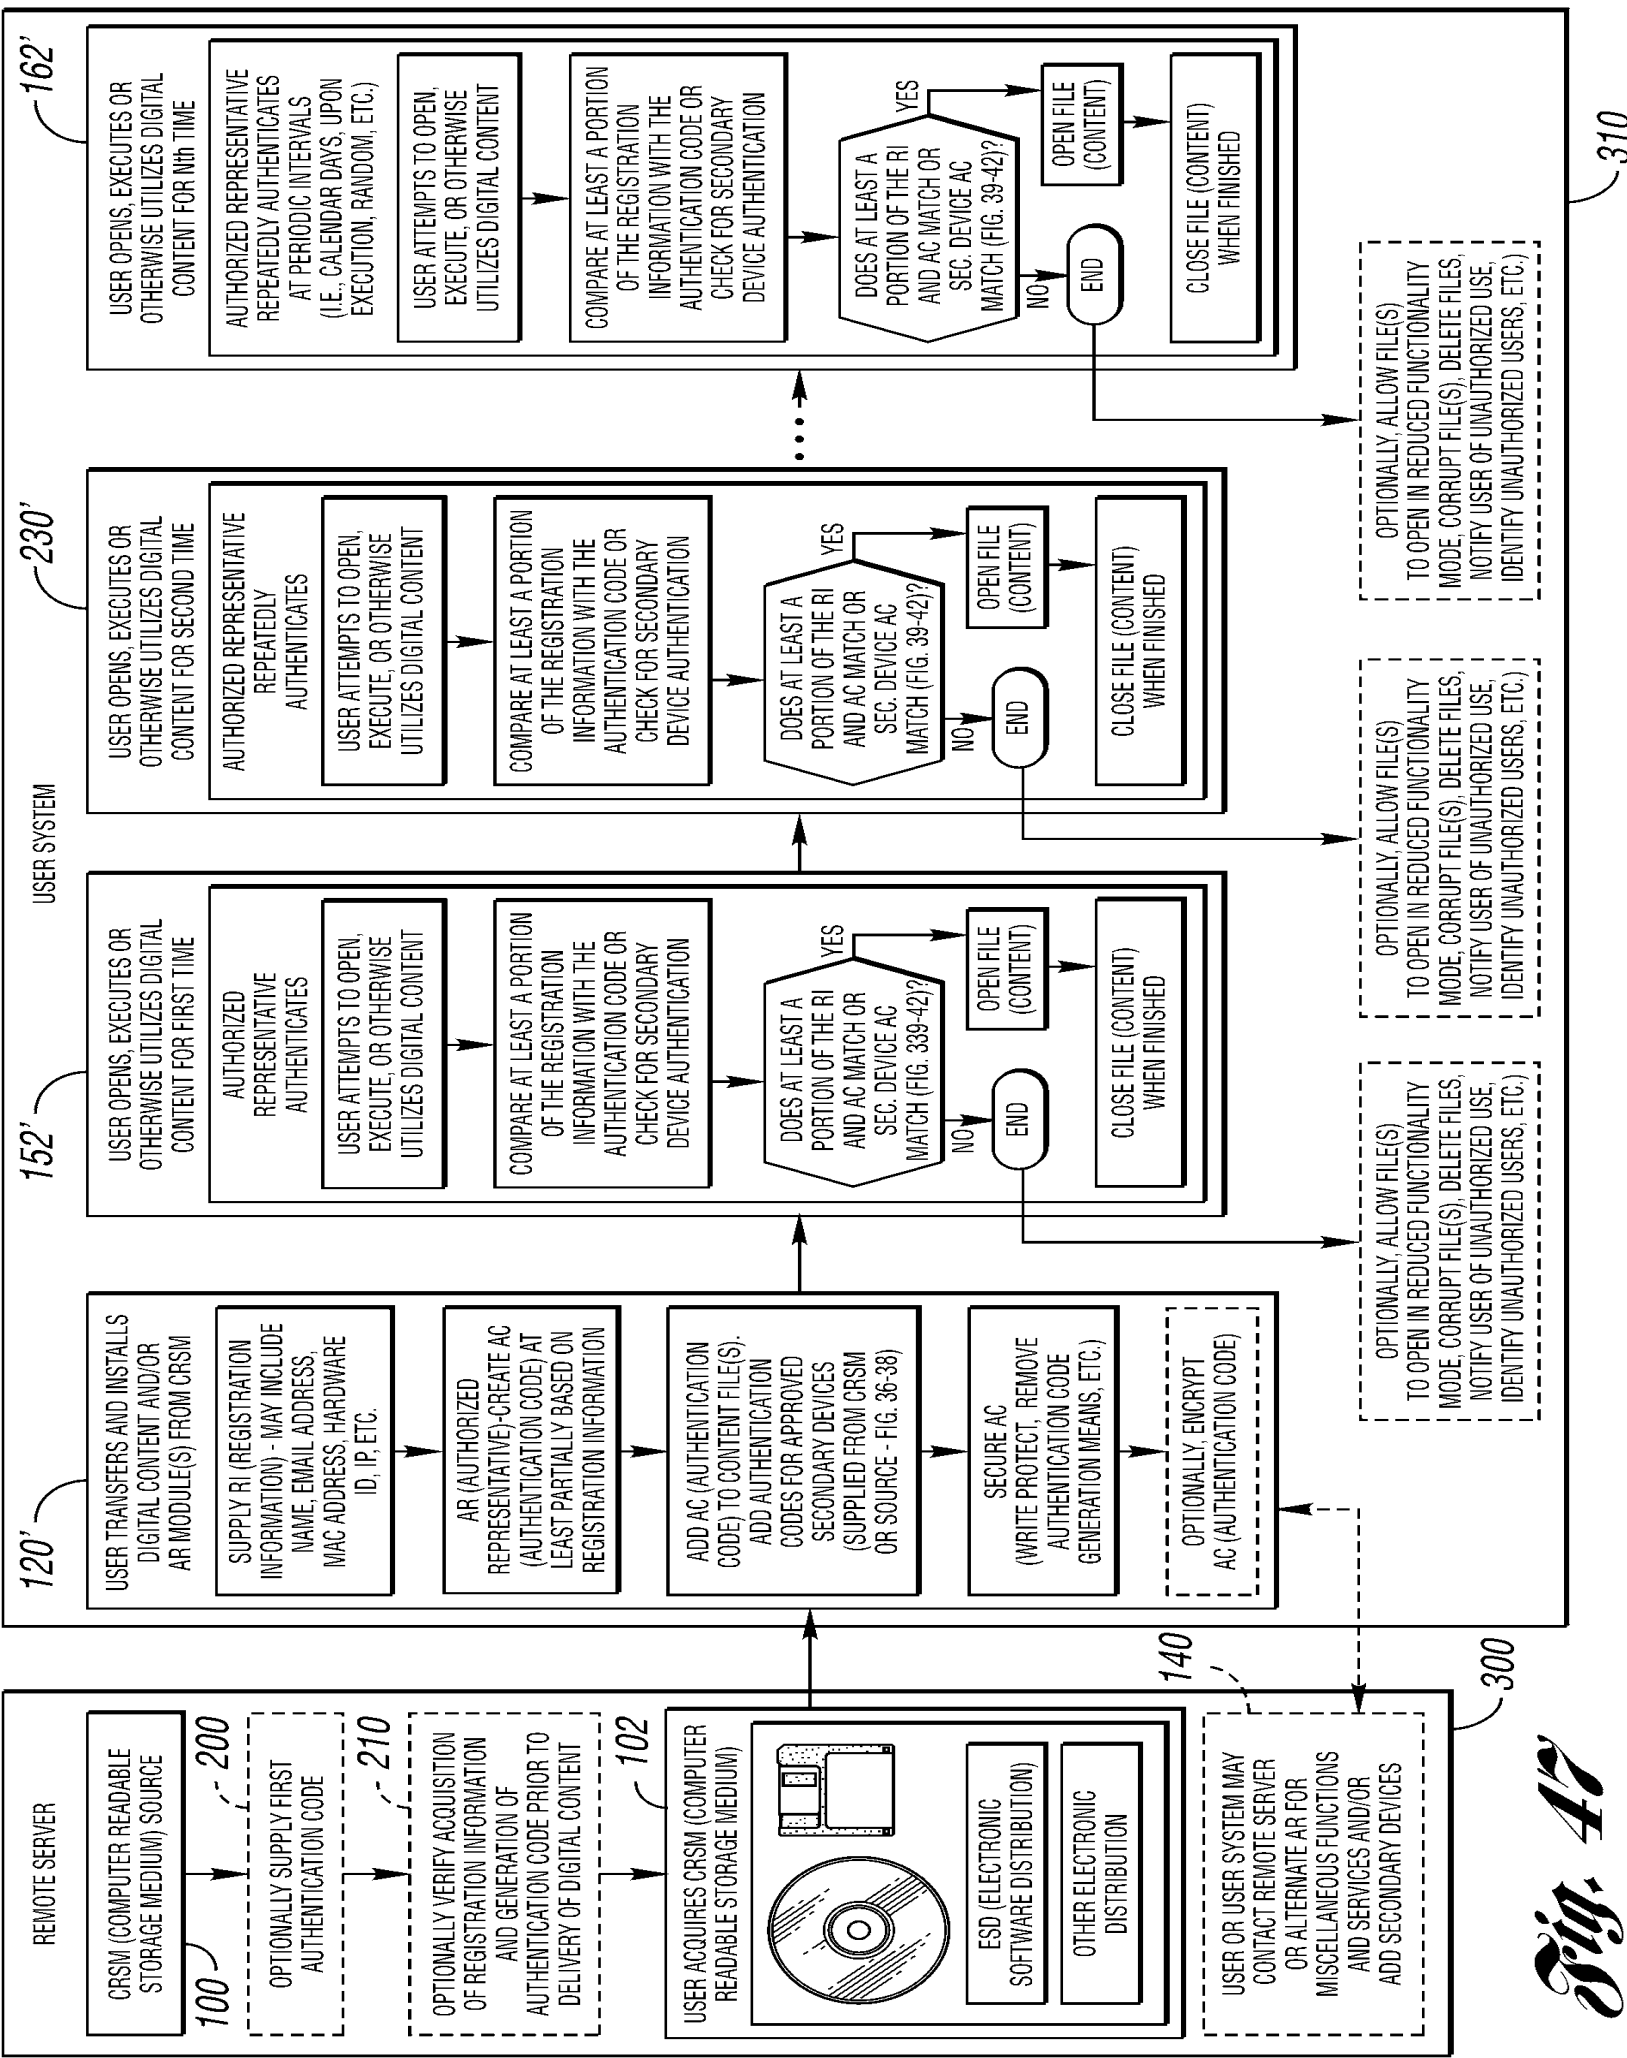 REMOTE SERVER
CRSM (COMPUTER READABLE
STORAGE MEDIUM) SOURCE
100
200
OPTIONALLY SUPPLY FIRST
AUTHENTICATION CODE
210
OPTIONALLY VERIFY ACQUISITION
OF REGISTRATION INFORMATION
AND GENERATION OF
AUTHENTICATION CODE PRIOR TO
DELIVERY OF DIGITAL CONTENT
102
USER ACQUIRES CRSM (COMPUTER
READABLE STORAGE MEDIUM)
ESD (ELECTRONIC
SOFTWARE DISTRIBUTION)
OTHER ELECTRONIC
DISTRIBUTION
140
USER OR USER SYSTEM MAY
CONTACT REMOTE SERVER
OR ALTERNATE AR FOR
MISCELLANEOUS FUNCTIONS
AND SERVICES AND/OR
ADD SECONDARY DEVICES
300
USER SYSTEM
120'
USER TRANSFERS AND INSTALLS
DIGITAL CONTENT AND/OR
AR MODULE(S) FROM CRSM
SUPPLY RI (REGISTRATION
INFORMATION) - MAY INCLUDE
NAME, EMAIL ADDRESS,
MAC ADDRESS, HARDWARE
ID, IP, ETC.
AR (AUTHORIZED
REPRESENTATIVE)-CREATE AC
(AUTHENTICATION CODE) AT
LEAST PARTIALLY BASED ON
REGISTRATION INFORMATION
ADD AC (AUTHENTICATION
CODE) TO CONTENT FILE(S).
ADD AUTHENTICATION
CODES FOR APPROVED
SECONDARY DEVICES
(SUPPLIED FROM CRSM
OR SOURCE - FIG. 36-38)
SECURE AC
(WRITE PROTECT, REMOVE
AUTHENTICATION CODE
GENERATION MEANS, ETC.)
OPTIONALLY, ENCRYPT
AC (AUTHENTICATION CODE)
152'
USER OPENS, EXECUTES OR
OTHERWISE UTILIZES DIGITAL
CONTENT FOR FIRST TIME
AUTHORIZED
REPRESENTATIVE
AUTHENTICATES
USER ATTEMPTS TO OPEN,
EXECUTE, OR OTHERWISE
UTILIZES DIGITAL CONTENT
COMPARE AT LEAST A PORTION
OF THE REGISTRATION
INFORMATION WITH THE
AUTHENTICATION CODE OR
CHECK FOR SECONDARY
DEVICE AUTHENTICATION
DOES AT LEAST A
PORTION OF THE RI
AND AC MATCH OR
SEC. DEVICE AC
MATCH (FIG. 339-42)?
YES
NO
OPEN FILE
(CONTENT)
END
CLOSE FILE (CONTENT)
WHEN FINISHED
OPTIONALLY, ALLOW FILE(S)
TO OPEN IN REDUCED FUNCTIONALITY
MODE, CORRUPT FILE(S), DELETE FILES,
NOTIFY USER OF UNAUTHORIZED USE,
IDENTIFY UNAUTHORIZED USERS, ETC.)
230'
USER OPENS, EXECUTES OR
OTHERWISE UTILIZES DIGITAL
CONTENT FOR SECOND TIME
AUTHORIZED REPRESENTATIVE
REPEATEDLY
AUTHENTICATES
USER ATTEMPTS TO OPEN,
EXECUTE, OR OTHERWISE
UTILIZES DIGITAL CONTENT
COMPARE AT LEAST A PORTION
OF THE REGISTRATION
INFORMATION WITH THE
AUTHENTICATION CODE OR
CHECK FOR SECONDARY
DEVICE AUTHENTICATION
DOES AT LEAST A
PORTION OF THE RI
AND AC MATCH OR
SEC. DEVICE AC
MATCH (FIG. 39-42)?
YES
NO
OPEN FILE
(CONTENT)
END
CLOSE FILE (CONTENT)
WHEN FINISHED
OPTIONALLY, ALLOW FILE(S)
TO OPEN IN REDUCED FUNCTIONALITY
MODE, CORRUPT FILE(S), DELETE FILES,
NOTIFY USER OF UNAUTHORIZED USE,
IDENTIFY UNAUTHORIZED USERS, ETC.)
162'
USER OPENS, EXECUTES OR
OTHERWISE UTILIZES DIGITAL
CONTENT FOR Nth TIME
AUTHORIZED REPRESENTATIVE
REPEATEDLY AUTHENTICATES
AT PERIODIC INTERVALS
(I.E., CALENDAR DAYS, UPON
EXECUTION, RANDOM, ETC.)
USER ATTEMPTS TO OPEN,
EXECUTE, OR OTHERWISE
UTILIZES DIGITAL CONTENT
COMPARE AT LEAST A PORTION
OF THE REGISTRATION
INFORMATION WITH THE
AUTHENTICATION CODE OR
CHECK FOR SECONDARY
DEVICE AUTHENTICATION
DOES AT LEAST A
PORTION OF THE RI
AND AC MATCH OR
SEC. DEVICE AC
MATCH (FIG. 39-42)?
YES
NO
OPEN FILE
(CONTENT)
END
CLOSE FILE (CONTENT)
WHEN FINISHED
OPTIONALLY, ALLOW FILE(S)
TO OPEN IN REDUCED FUNCTIONALITY
MODE, CORRUPT FILE(S), DELETE FILES,
NOTIFY USER OF UNAUTHORIZED USE,
IDENTIFY UNAUTHORIZED USERS, ETC.)
310
Fig. 47